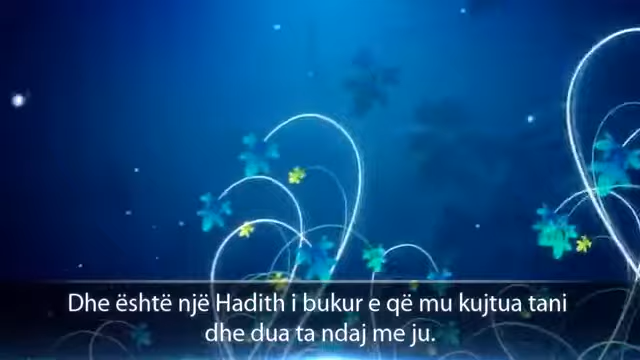 Dhe është një Hadith i bukur e që mu kujtua tani
dhe dua ta ndaj me ju.